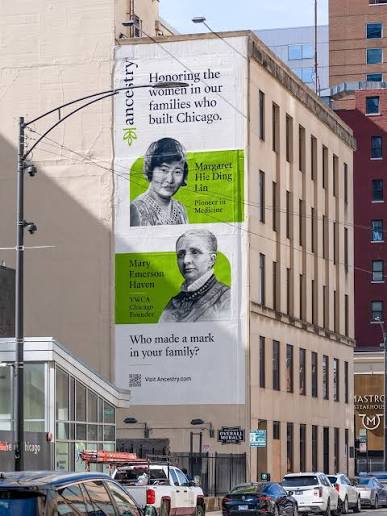 ancestry
Honoring the
women in our
families who
built Chicago.
Margaret
Hie Ding
Lin
Pioneer in
Medicine
Mary
Emerson
Haven
YWCA
Chicago
Founder
Who made a mark
in your family?
Visit Ancestry.com
MASTRO
STEAKHOUSE
M
Chicago